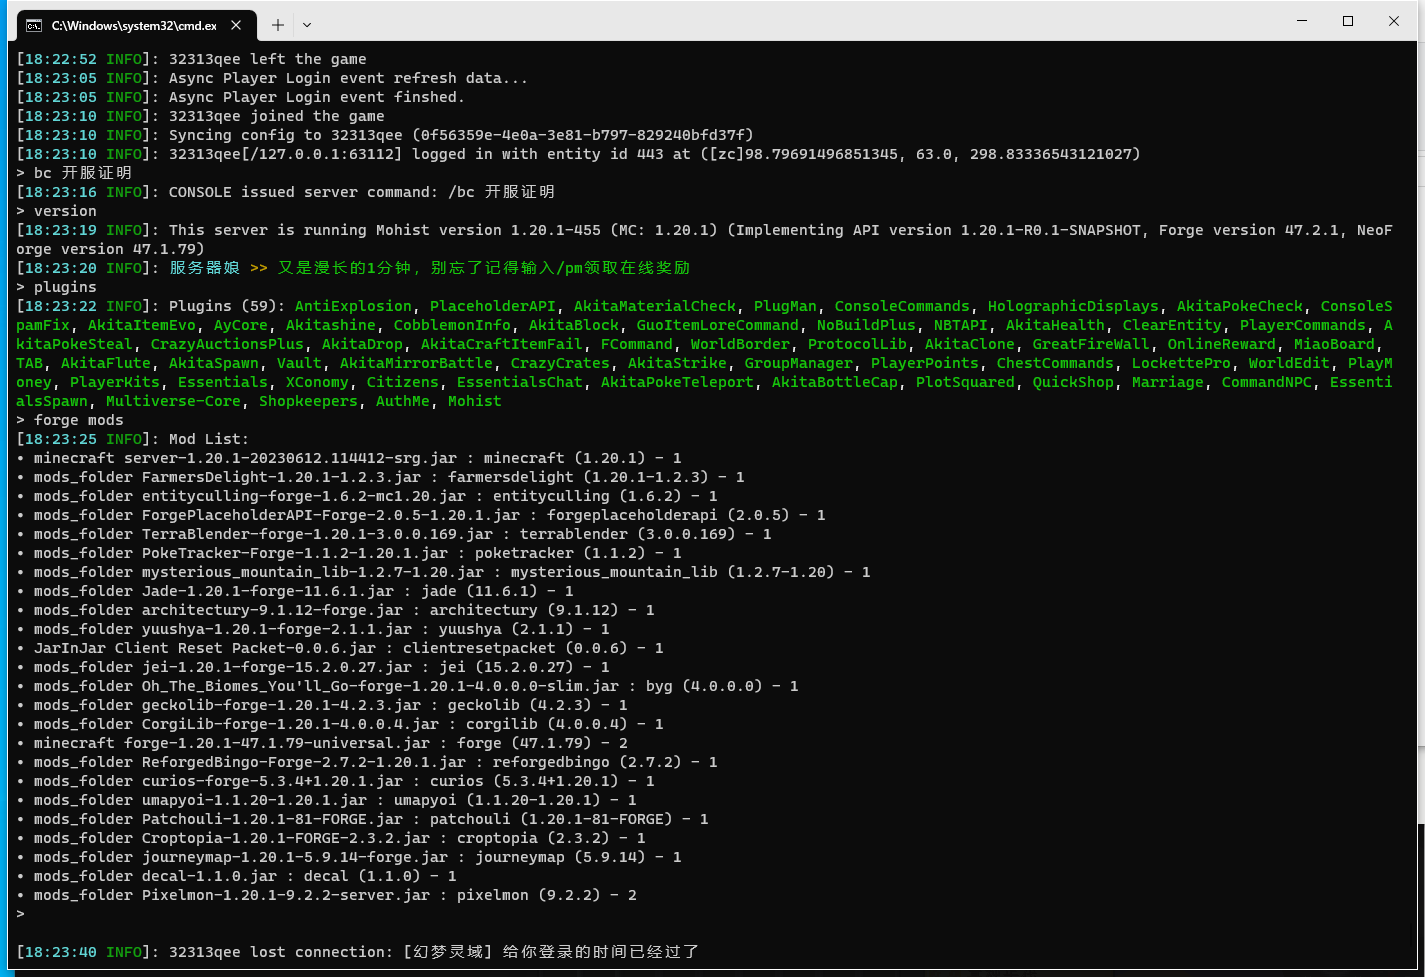 C:\Windows\system32\cmd.ex
[18:22:52 INFO]: 32313qee left the game
[18:23:05 INFO]: Async Player Login event refresh data...
[18:23:05 INFO]: Async Player Login event finshed.
[18:23:10 INFO]: 32313qee joined the game
[18:23:10 INFO]: Syncing config to 32313qee (0f56359e-4e0a-3e81-b797-829240bfd37f)
[18:23:10 INFO]: 32313qee[/127.0.0.1:63112] logged in with entity id 443 at ([zc]98.79691496851345, 63.0, 298.83336543121027)
> bc 开服证明
[18:23:16 INFO]: CONSOLE issued server command: /bc 开服证明
> version
[18:23:19 INFO]: This server is running Mohist version 1.20.1-455 (MC: 1.20.1) (Implementing API version 1.20.1-R0.1-SNAPSHOT, Forge version 47.2.1, NeoF
orge version 47.1.79)
[18:23:20 INFO]: 服务器娘 >> 又是漫长的1分钟, 别忘了记得输入/pm领取在线奖励
> plugins
[18:23:22 INFO]: Plugins (59): AntiExplosion, PlaceholderAPI, AkitaMaterialCheck, PlugMan, ConsoleCommands, HolographicDisplays, AkitaPokeCheck, ConsoleS
pamFix, AkitaItemEvo, AyCore, Akitashine, CobblemonInfo, AkitaBlock, GuoItemLoreCommand, NoBuildPlus, NBTAPI, AkitaHealth, ClearEntity, PlayerCommands, A
kitaPokeSteal, CrazyAuctionsPlus, AkitaDrop, AkitaCraftItemFail, FCommand, WorldBorder, ProtocolLib, AkitaClone, GreatFireWall, OnlineReward, MiaoBoard,
TAB, AkitaFlute, AkitaSpawn, Vault, AkitaMirrorBattle, CrazyCrates, AkitaStrike, GroupManager, PlayerPoints, ChestCommands, LockettePro, WorldEdit, PlayM
oney, PlayerKits, Essentials, XConomy, Citizens, EssentialsChat, AkitaPokeTeleport, AkitaBottleCap, PlotSquared, QuickShop, Marriage, CommandNPC, Essenti
alsSpawn, Multiverse-Core, Shopkeepers, AuthMe, Mohist
> forge mods
[18:23:25 INFO]: Mod List:
• minecraft server-1.20.1-20230612.114412-srg.jar : minecraft (1.20.1) - 1
• mods_folder FarmersDelight-1.20.1-1.2.3.jar : farmersdelight (1.20.1-1.2.3) - 1
• mods_folder entityculling-forge-1.6.2-mc1.20.jar : entityculling (1.6.2) - 1
• mods_folder ForgePlaceholderAPI-Forge-2.0.5-1.20.1.jar : forgeplaceholderapi (2.0.5) - 1
• mods_folder TerraBlender-forge-1.20.1-3.0.0.169.jar : terrablender (3.0.0.169) - 1
• mods_folder PokeTracker-Forge-1.1.2-1.20.1.jar : poketracker (1.1.2) - 1
• mods_folder mysterious_mountain_lib-1.2.7-1.20.jar : mysterious_mountain_lib (1.2.7-1.20) - 1
• mods_folder Jade-1.20.1-forge-11.6.1.jar : jade (11.6.1) - 1
• mods_folder architectury-9.1.12-forge.jar : architectury (9.1.12) - 1
• mods_folder yuushya-1.20.1-forge-2.1.1.jar : yuushya (2.1.1) - 1
• JarInJar Client Reset Packet-0.0.6.jar : clientresetpacket (0.0.6) - 1
• mods_folder jei-1.20.1-forge-15.2.0.27.jar : jei (15.2.0.27) - 1
• mods_folder Oh_The_Biomes_You'll_Go-forge-1.20.1-4.0.0.0-slim.jar : byg (4.0.0.0) - 1
• mods_folder geckolib-forge-1.20.1-4.2.3.jar : geckolib (4.2.3) - 1
• mods_folder CorgiLib-forge-1.20.1-4.0.0.4.jar : corgilib (4.0.0.4) - 1
• minecraft forge-1.20.1-47.1.79-universal.jar : forge (47.1.79) - 2
• mods_folder ReforgedBingo-Forge-2.7.2-1.20.1.jar : reforgedbingo (2.7.2) - 1
• mods_folder curios-forge-5.3.4+1.20.1.jar : curios (5.3.4+1.20.1) - 1
• mods_folder umapyoi-1.1.20-1.20.1.jar : umapyoi (1.1.20-1.20.1) - 1
• mods_folder Patchouli-1.20.1-81-FORGE.jar : patchouli (1.20.1-81-FORGE) - 1
• mods_folder Croptopia-1.20.1-FORGE-2.3.2.jar : croptopia (2.3.2) - 1
• mods_folder journeymap-1.20.1-5.9.14-forge.jar : journeymap (5.9.14) - 1
• mods_folder decal-1.1.0.jar : decal (1.1.0) - 1
• mods_folder Pixelmon-1.20.1-9.2.2-server.jar : pixelmon (9.2.2) - 2
>
[18:23:40 INFO]: 32313qee lost connection: [幻梦灵域] 给你登录的时间已经过了